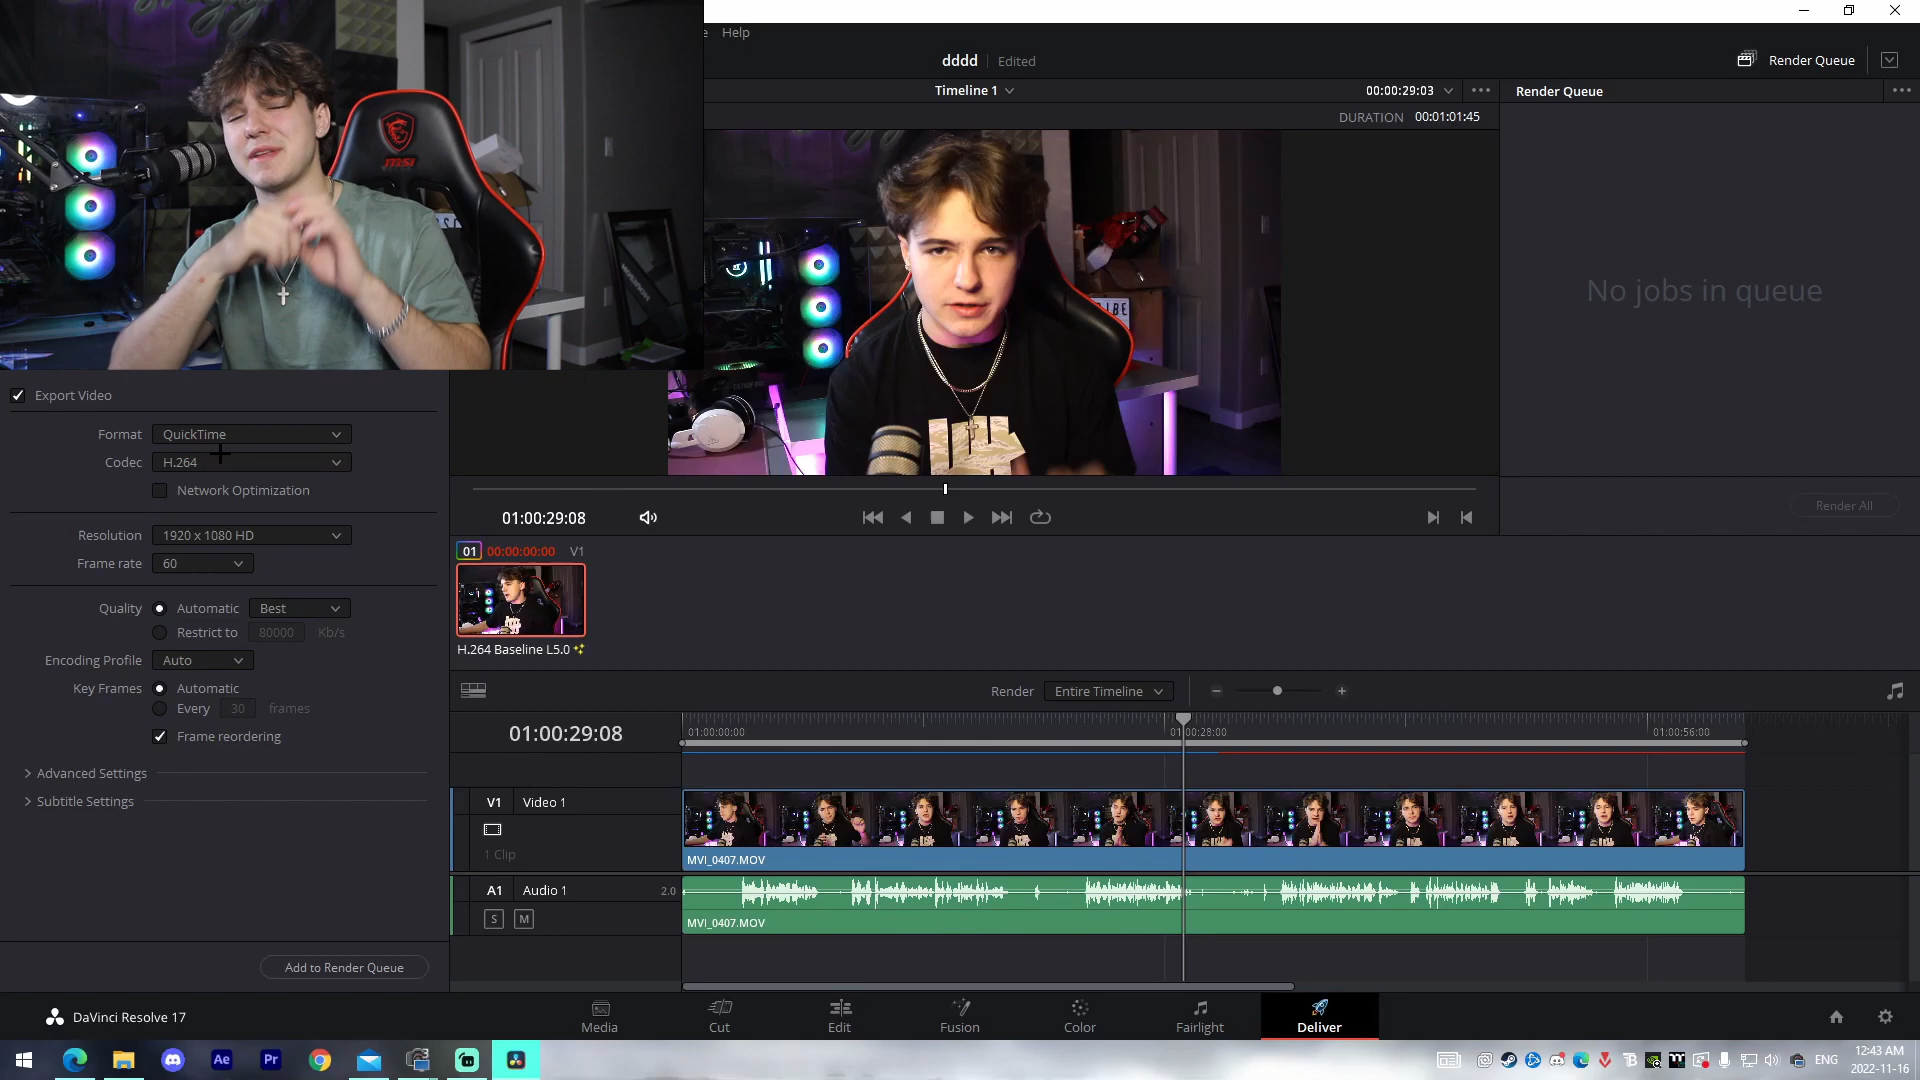 Help
dddd Edited
Render Queue
Timeline 1
00:00:29:03
Render Queue
DURATION 00:01:01:45
msi
No jobs in queue
Export Video
Format QuickTime
Codec H.264
Network Optimization
Resolution 1920 x 1080 HD
Frame rate 60
Quality Automatic Best
Restrict to 80000 Kb/s
Encoding Profile Auto
Key Frames Automatic
Every 30 frames
Frame reordering
Advanced Settings
Subtitle Settings
Add to Render Queue
01:00:29:08
Render All
01 00:00:00:00 V1
H.264 Baseline L5.0
Render Entire Timeline
01:00:29:08
01:00:00:00
01:00:28:00
01:00:56:00
V1 Video 1
1 Clip
MVI_0407.MOV
A1 Audio 1 2.0
S M
MVI_0407.MOV
DaVinci Resolve 17
Media
Cut
Edit
Fusion
Color
Fairlight
Deliver
Ae
Pr
ENG
12:43 AM
2022-11-16